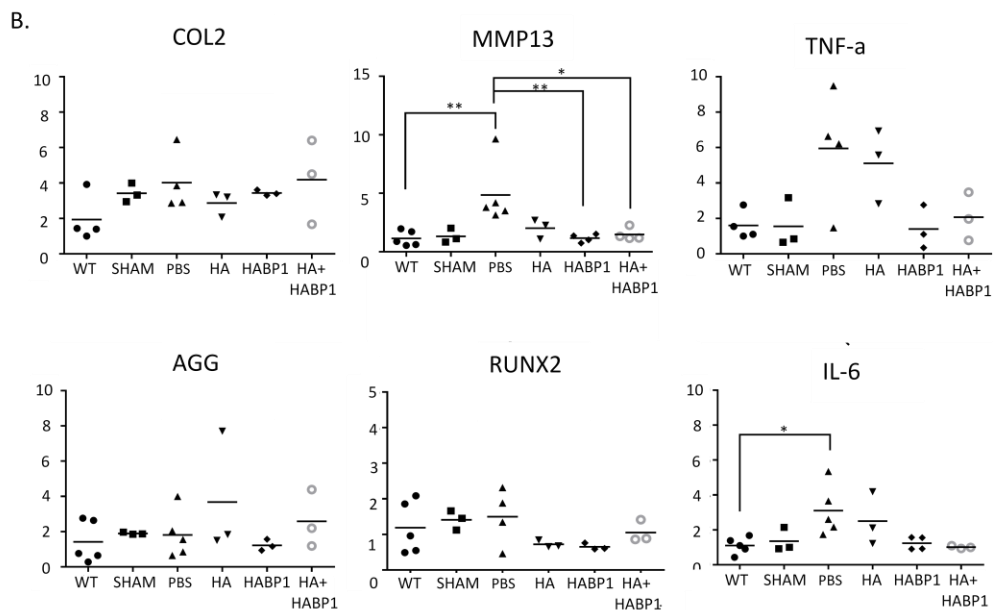 B.
COL2
10
8
6
4
2
0
WT SHAM PBS HA HABP1 HA+
HABP1
MMP13
15
10
5
0
** ** *
WT SHAM PBS HA HABP1 HA+
HABP1
TNF-a
10
8
6
4
2
0
WT SHAM PBS HA HABP1 HA+
HABP1
AGG
10
8
6
4
2
0
WT SHAM PBS HA HABP1 HA+
HABP1
RUNX2
5
4
3
2
1
0
WT SHAM PBS HA HABP1 HA+
HABP1
IL-6
10
8
6
4
2
0
*
WT SHAM PBS HA HABP1 HA+
HABP1